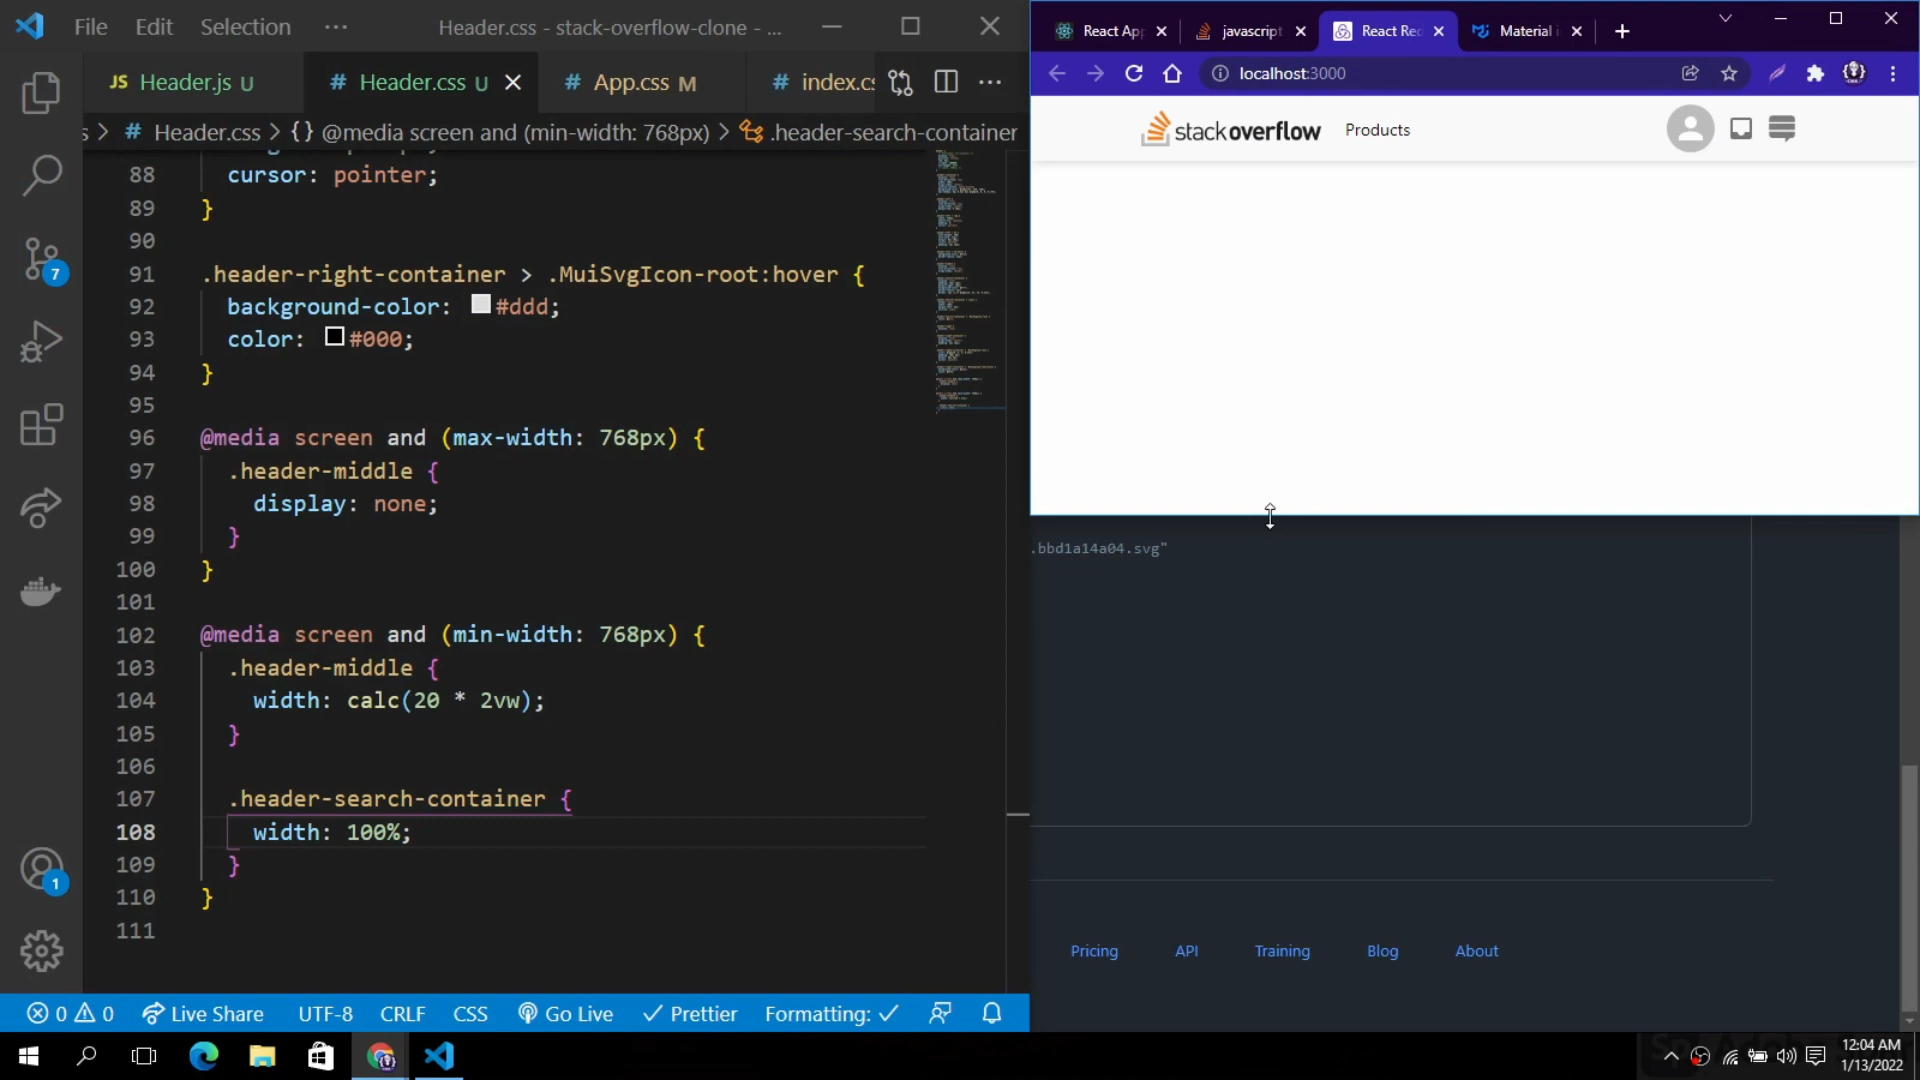 File Edit Selection ··· Header.css - stack-overflow-clone - ...
JS Header.js U # Header.css U # App.css M # index.cs
s > # Header.css > {} @media screen and (min-width: 768px) > .header-search-container
88 cursor: pointer;
89 }
90
91 .header-right-container > .MuiSvgIcon-root:hover {
92 background-color: #ddd;
93 color: #000;
94 }
95
96 @media screen and (max-width: 768px) {
97 .header-middle {
98 display: none;
99 }
100 }
101
102 @media screen and (min-width: 768px) {
103 .header-middle {
104 width: calc(20 * 2vw);
105 }
106
107 .header-search-container {
108 width: 100%;
109 }
110 }
111
7
1
0 0 Live Share UTF-8 CRLF CSS Go Live Prettier Formatting:
React App javascript React Red Material
localhost:3000
stackoverflow Products
.bbd1a14a04.svg"
Pricing API Training Blog About
12:04 AM
1/13/2022